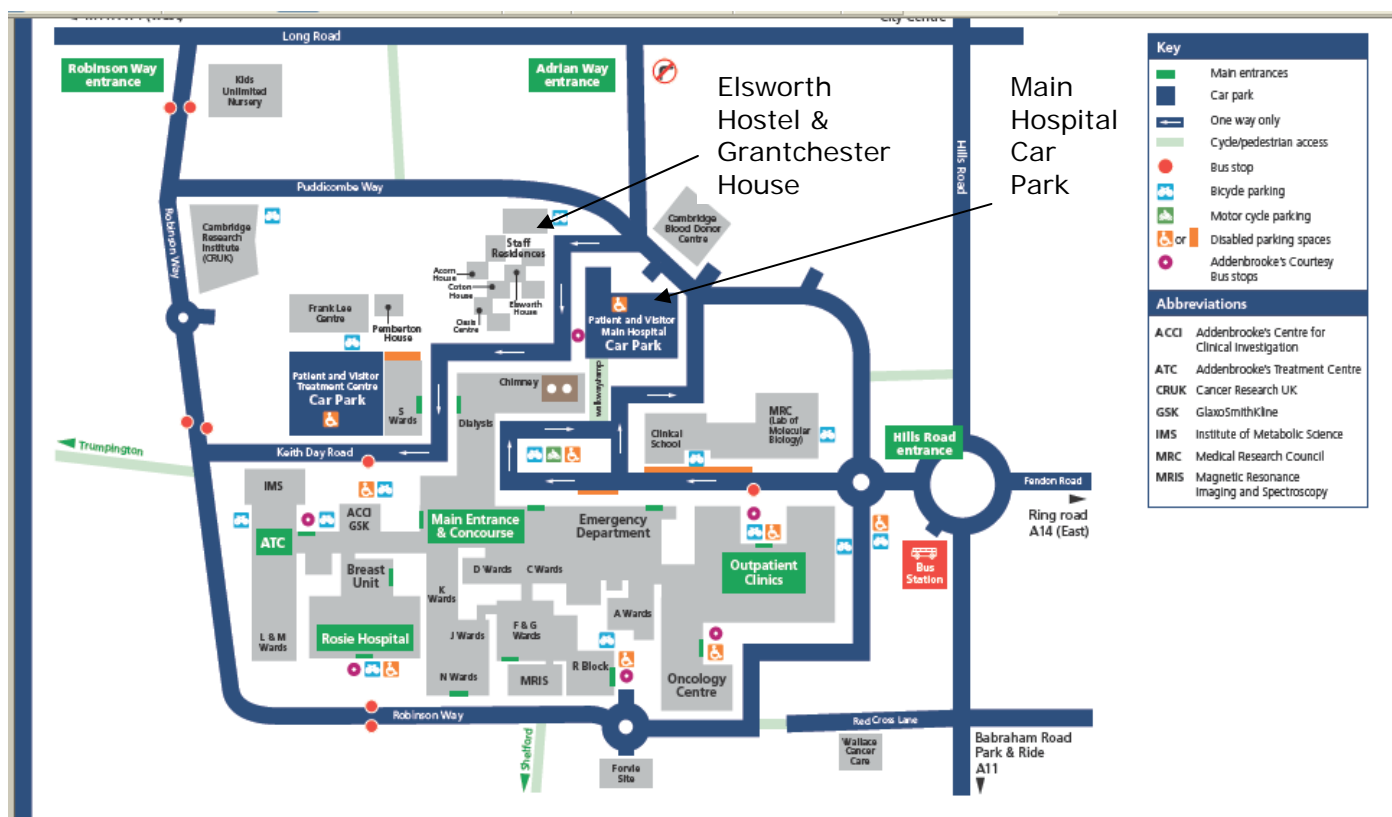 Long Road
Robinson Way
entrance
Kids
Unlimited
Nursery
Adrian Way
entrance
Elsworth
Hostel &
Grantchester
House
Main
Hospital
Car
Park
Hills Road
Puddicombe Way
Robinson Way
Cambridge
Research
Institute
(CRUK)
Staff
Residences
Acorn
House
Coton
House
Oasis
Centre
Elsworth
House
Cambridge
Blood Donor
Centre
Frank Lee
Centre
Pemberton
House
Patient and Visitor
Main Hospital
Car Park
Patient and Visitor
Treatment Centre
Car Park
S
Wards
Chimney
Dialysis
walkway/ramp
Clinical
School
MRC
(Lab of
Molecular
Biology)
Hills Road
entrance
Trumpington
Keith Day Road
Fendon Road
Ring road
A14 (East)
IMS
ACCI
GSK
ATC
Main Entrance
& Concourse
Emergency
Department
Outpatient
Clinics
Bus
Station
Breast
Unit
D Wards
C Wards
K
Wards
A Wards
L & M
Wards
Rosie Hospital
J Wards
F & G
Wards
N Wards
MRIS
R Block
Oncology
Centre
Robinson Way
Shelford
Forvie
Site
Red Cross Lane
Wallace
Cancer
Care
Babraham Road
Park & Ride
A11
Key
Main entrances
Car park
One way only
Cycle/pedestrian access
Bus stop
Bicycle parking
Motor cycle parking
or Disabled parking spaces
Addenbrooke's Courtesy
Bus stops
Abbreviations
ACCI Addenbrooke's Centre for
Clinical Investigation
ATC Addenbrooke's Treatment Centre
CRUK Cancer Research UK
GSK GlaxoSmithKline
IMS Institute of Metabolic Science
MRC Medical Research Council
MRIS Magnetic Resonance
Imaging and Spectroscopy